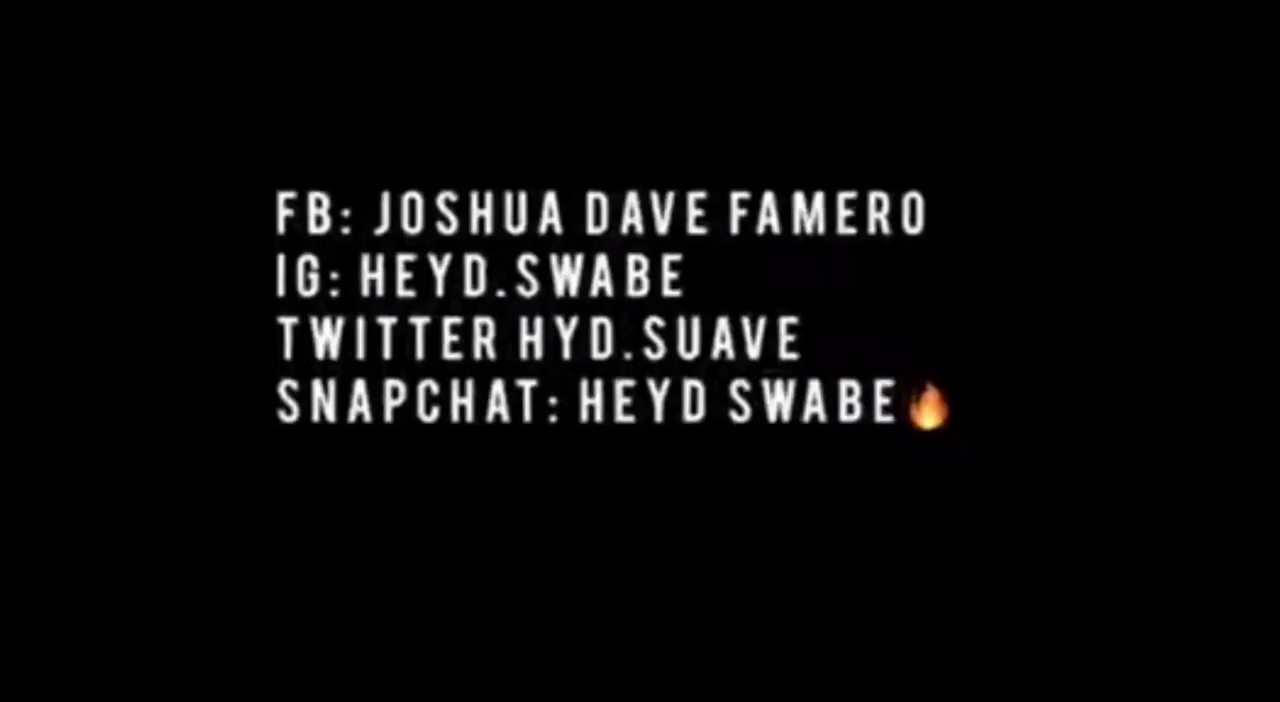 FB: JOSHUA DAVE FAMERO
IG: HEYD.SWABE
TWITTER HYD.SUAVE
SNAPCHAT: HEYD SWABE🔥